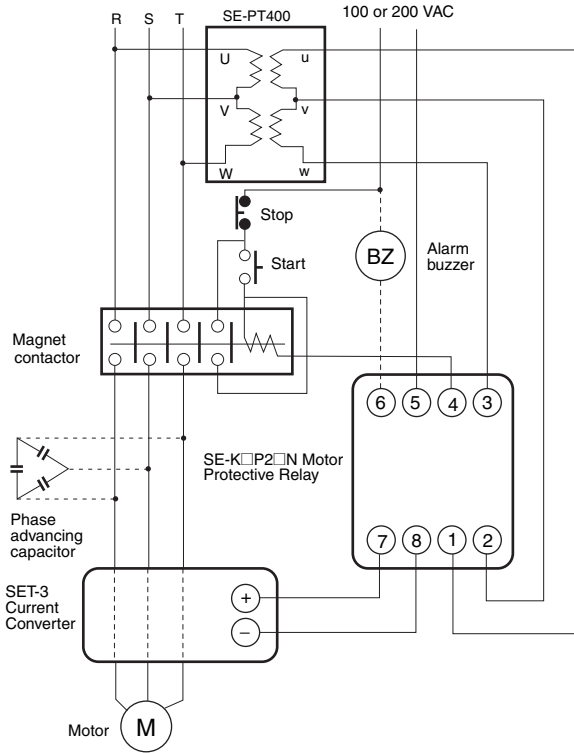 R S T
SE-PT400
100 or 200 VAC
U u
V v
W w
Stop
Start
BZ
Alarm
buzzer
Magnet
contactor
6 5 4 3
SE-K□P2□N Motor
Protective Relay
Phase
advancing
capacitor
7 8 1 2
SET-3
Current
Converter
+
−
Motor
M